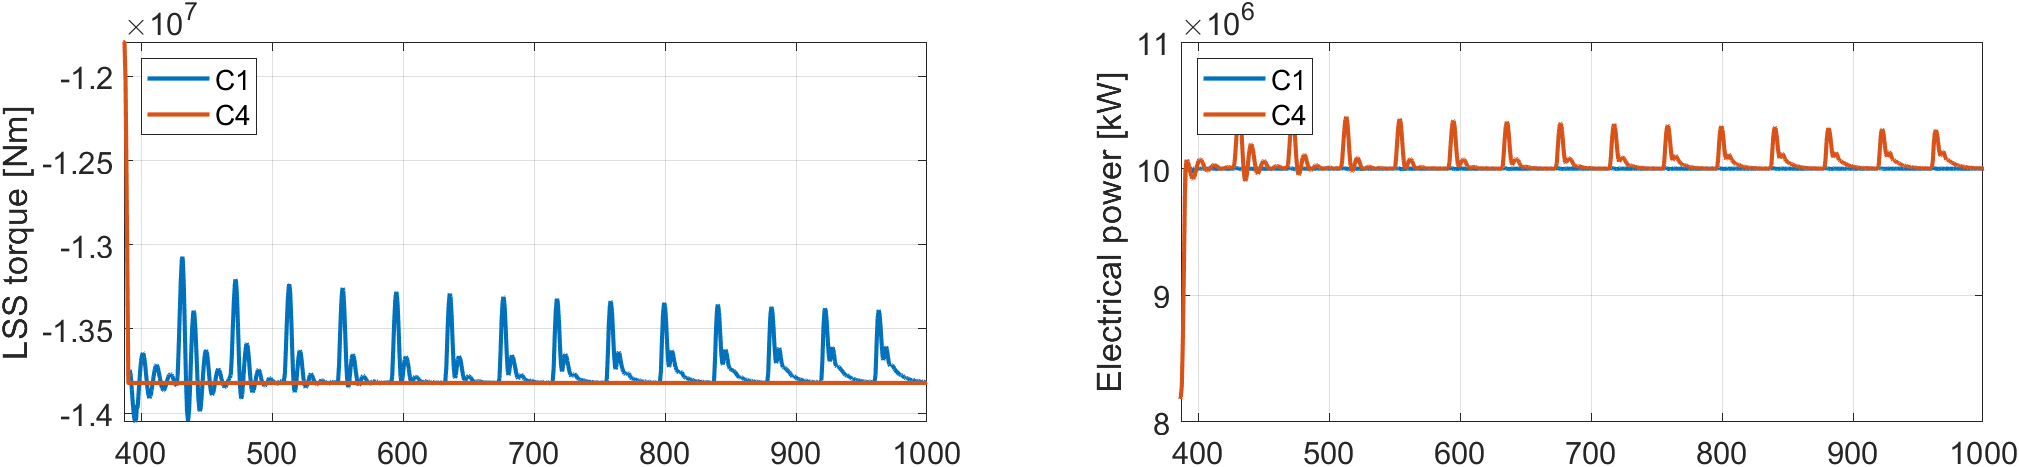 ×10^7
LSS torque [Nm]
-1.2
-1.25
-1.3
-1.35
-1.4
C1
C4
400 500 600 700 800 900 1000
×10^6
Electrical power [kW]
11
10
9
8
C1
C4
400 500 600 700 800 900 1000